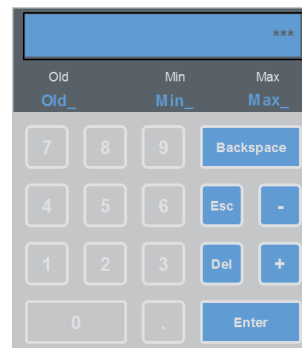 ***
Old Min Max
Old_ Min_ Max_
7 8 9 Backspace
4 5 6 Esc -
1 2 3 Del +
0 . Enter